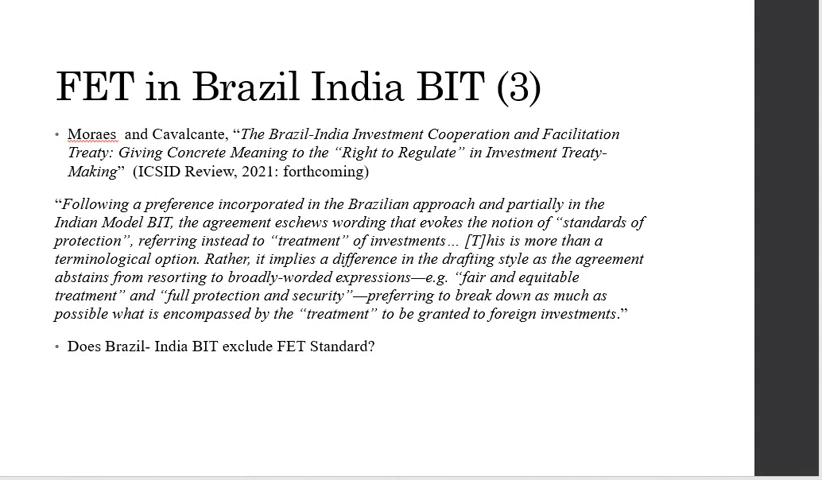 FET in Brazil India BIT (3)
• Moraes and Cavalcante, “The Brazil-India Investment Cooperation and Facilitation
Treaty: Giving Concrete Meaning to the “Right to Regulate” in Investment Treaty-
Making” (ICSID Review, 2021: forthcoming)
“Following a preference incorporated in the Brazilian approach and partially in the
Indian Model BIT, the agreement eschews wording that evokes the notion of “standards of
protection”, referring instead to “treatment” of investments… [T]his is more than a
terminological option. Rather, it implies a difference in the drafting style as the agreement
abstains from resorting to broadly-worded expressions—e.g. “fair and equitable
treatment” and “full protection and security”—preferring to break down as much as
possible what is encompassed by the “treatment” to be granted to foreign investments.”
• Does Brazil- India BIT exclude FET Standard?